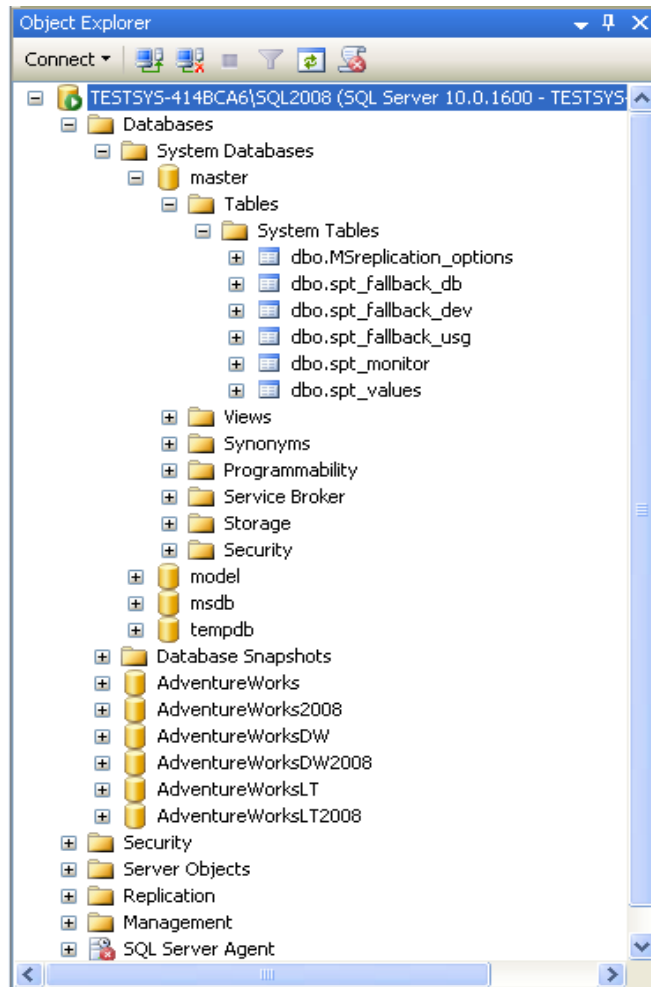 Object Explorer
Connect
TESTSYS-414BCA6\SQL2008 (SQL Server 10.0.1600 - TESTSYS-
Databases
System Databases
master
Tables
System Tables
dbo.MSreplication_options
dbo.spt_fallback_db
dbo.spt_fallback_dev
dbo.spt_fallback_usg
dbo.spt_monitor
dbo.spt_values
Views
Synonyms
Programmability
Service Broker
Storage
Security
model
msdb
tempdb
Database Snapshots
AdventureWorks
AdventureWorks2008
AdventureWorksDW
AdventureWorksDW2008
AdventureWorksLT
AdventureWorksLT2008
Security
Server Objects
Replication
Management
SQL Server Agent